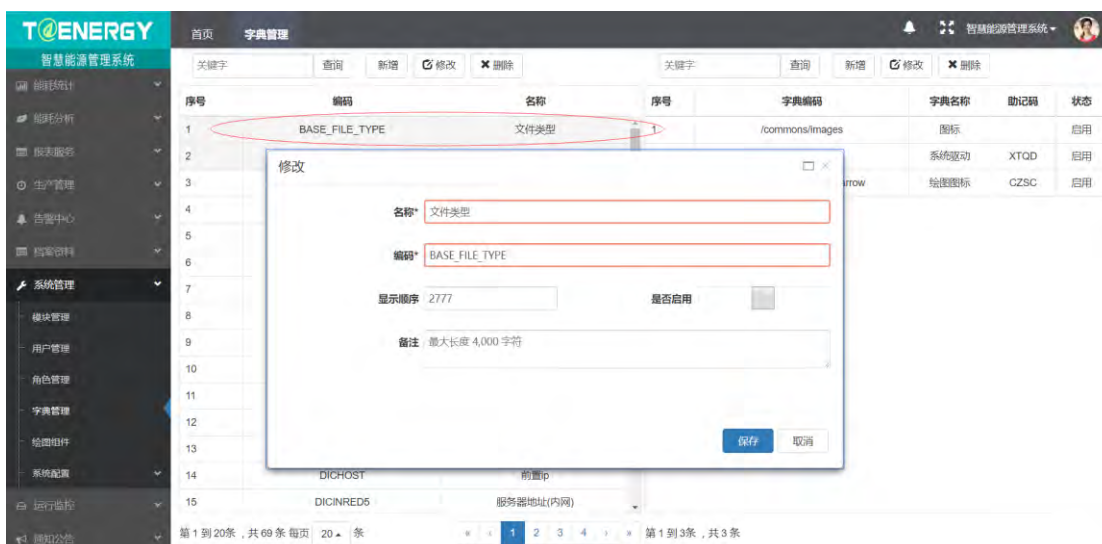 T@ENERGY
智慧能源管理系统
首页 字典管理
智慧能源管理系统
能耗统计
能耗分析
报表服务
生产管理
告警中心
档案资料
系统管理
模块管理
用户管理
角色管理
字典管理
绘图组件
系统配置
运行监控
通知公告
关键字 查询 新增 修改 删除
序号 编码 名称
1 BASE_FILE_TYPE 文件类型
2
3
4
5
6
7
8
9
10
11
12
13
14 DICHOST 前置ip
15 DICINRED5 服务器地址(内网)
第 1 到 20条 ，共 69 条 每页 20 条
« ‹ 1 2 3 4 › »
关键字 查询 新增 修改 删除
序号 字典编码 字典名称 助记码 状态
1 /commons/images 图标 启用
系统驱动 XTQD 启用
绘图图标 CZSC 启用
第 1 到 3条 ，共 3 条
修改
名称* 文件类型
编码* BASE_FILE_TYPE
显示顺序 2777 是否启用
备注 最大长度 4,000 字符
保存 取消